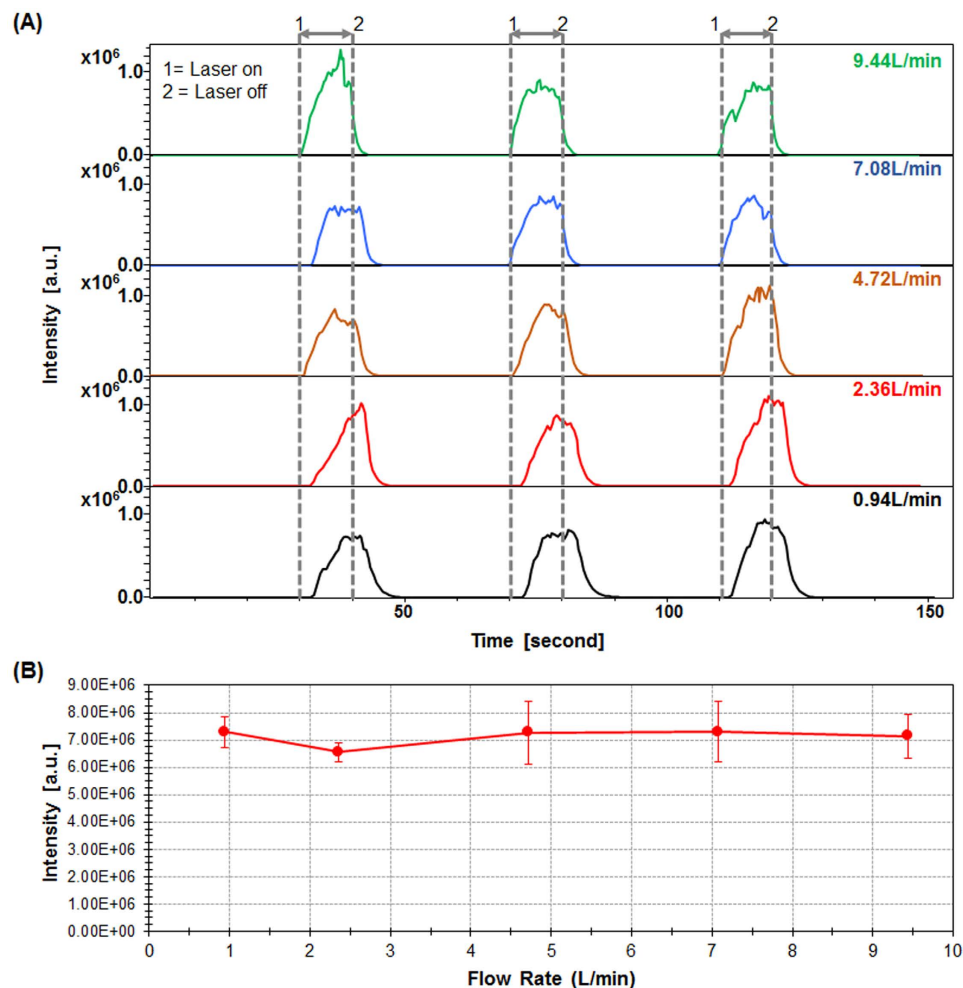 (A)
1 2 1 2 1 2
x10⁶
1.0
0.0
1= Laser on
2 = Laser off
9.44L/min
x10⁶
1.0
0.0
7.08L/min
x10⁶
1.0
0.0
4.72L/min
x10⁶
1.0
0.0
2.36L/min
x10⁶
1.0
0.0
0.94L/min
Intensity [a.u.]
50 100 150
Time [second]
(B)
9.00E+06
8.00E+06
7.00E+06
6.00E+06
5.00E+06
4.00E+06
3.00E+06
2.00E+06
1.00E+06
0.00E+00
Intensity [a.u.]
0 1 2 3 4 5 6 7 8 9 10
Flow Rate (L/min)